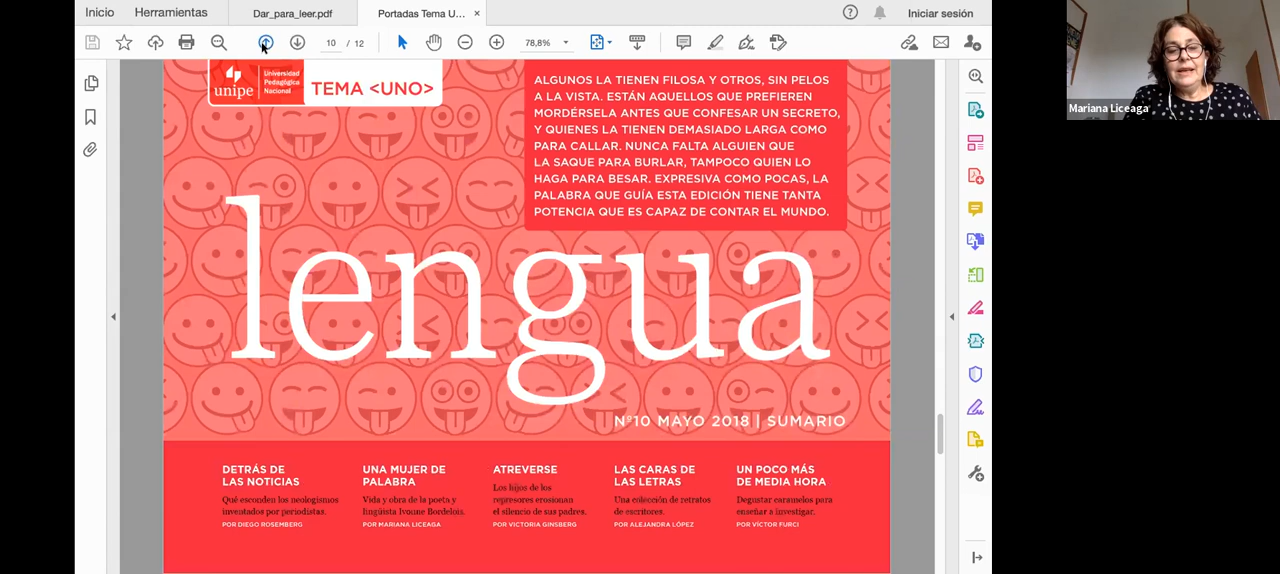 Inicio
Herramientas
Dar_para_leer.pdf
Portadas Tema U...
Iniciar sesión
10 / 12
78,8%
unipe
Universidad
Pedagógica
Nacional
TEMA <UNO>
ALGUNOS LA TIENEN FILOSA Y OTROS, SIN PELOS
A LA VISTA. ESTÁN AQUELLOS QUE PREFIEREN
MORDÉRSELA ANTES QUE CONFESAR UN SECRETO,
Y QUIENES LA TIENEN DEMASIADO LARGA COMO
PARA CALLAR. NUNCA FALTA ALGUIEN QUE
LA SAQUE PARA BURLAR, TAMPOCO QUIEN LO
HAGA PARA BESAR. EXPRESIVA COMO POCAS, LA
PALABRA QUE GUÍA ESTA EDICIÓN TIENE TANTA
POTENCIA QUE ES CAPAZ DE CONTAR EL MUNDO.
lengua
Nº10 MAYO 2018 | SUMARIO
DETRÁS DE
LAS NOTICIAS
Qué esconden los neologismos
inventados por periodistas.
POR DIEGO ROSEMBERG
UNA MUJER DE
PALABRA
Vida y obra de la poeta y
lingüista Ivonne Bordelois.
POR MARIANA LICEAGA
ATREVERSE
Los hijos de los
represores erosionan
el silencio de sus padres.
POR VICTORIA GINSBERG
LAS CARAS DE
LAS LETRAS
Una colección de retratos
de escritores.
POR ALEJANDRA LÓPEZ
UN POCO MÁS
DE MEDIA HORA
Degustar caramelos para
enseñar a investigar.
POR VÍCTOR FURCI
Mariana Liceaga